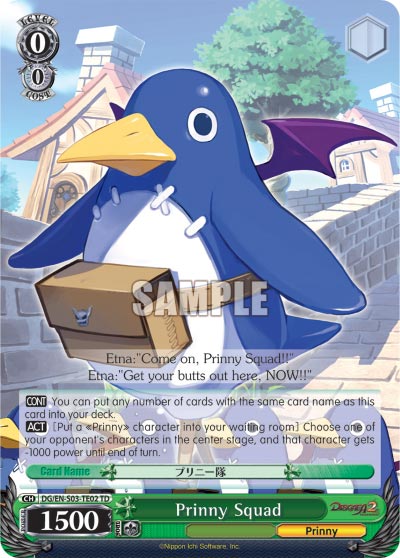 LEVEL
0
0
COST
SAMPLE
Etna:"Come on, Prinny Squad!!"
Etna:"Get your butts out here, NOW!!"
CONT You can put any number of cards with the same card name as this
card into your deck.
ACT [Put a «Prinny» character into your waiting room] Choose one
of your opponent's characters in the center stage, and that character gets
-1000 power until end of turn.
Card Name プリニー隊
CH DG/EN-S03-TE02 TD
1500
Prinny Squad
DISGAEA 2
Prinny
©Nippon Ichi Software, Inc.